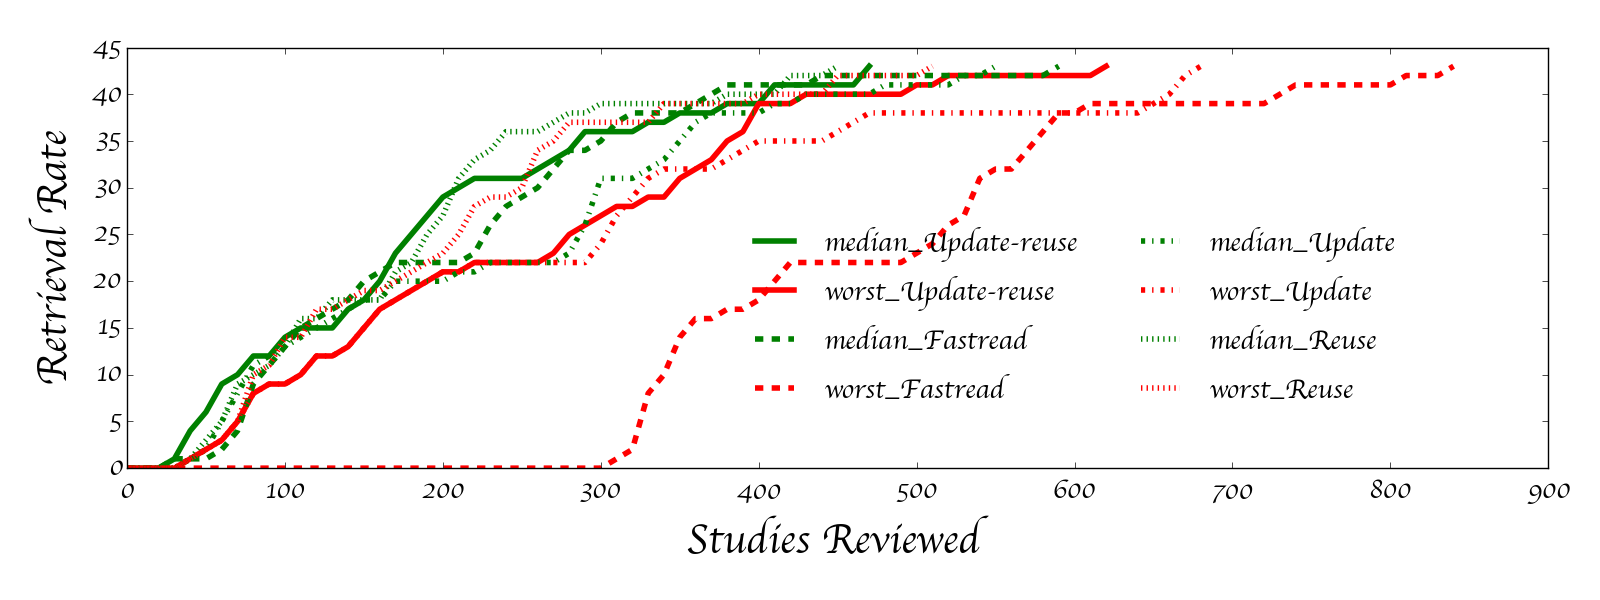 45
40
35
30
25
20
15
10
5
0
Retrieval Rate
median_Update-reuse
worst_Update-reuse
median_Fastread
worst_Fastread
median_Update
worst_Update
median_Reuse
worst_Reuse
0 100 200 300 400 500 600 700 800 900
Studies Reviewed